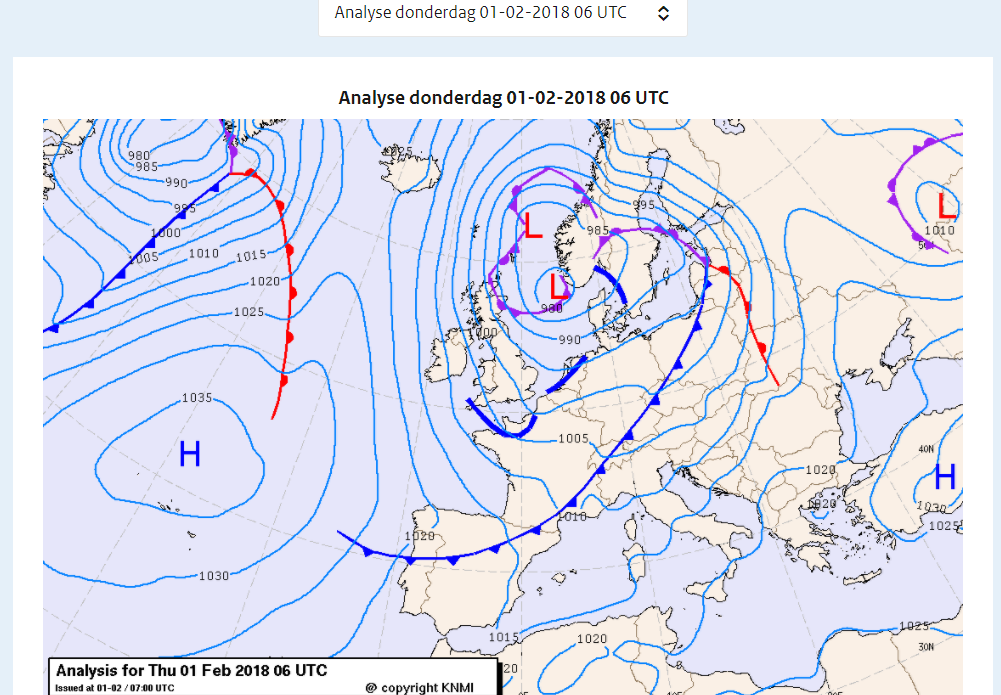 Analyse donderdag 01-02-2018 06 UTC
Analyse donderdag 01-02-2018 06 UTC
980
985
990
995
1000
1005
1010
1015
1020
1025
995
985
L
L
980
1000
990
L
1010
50N
1035
H
1005
1010
1020
1020
1020
40N
H
1030
1025
1030
1015
1020
1025
30N
Analysis for Thu 01 Feb 2018 06 UTC
Issued at 01-02 / 07:00 UTC
@ copyright KNMI